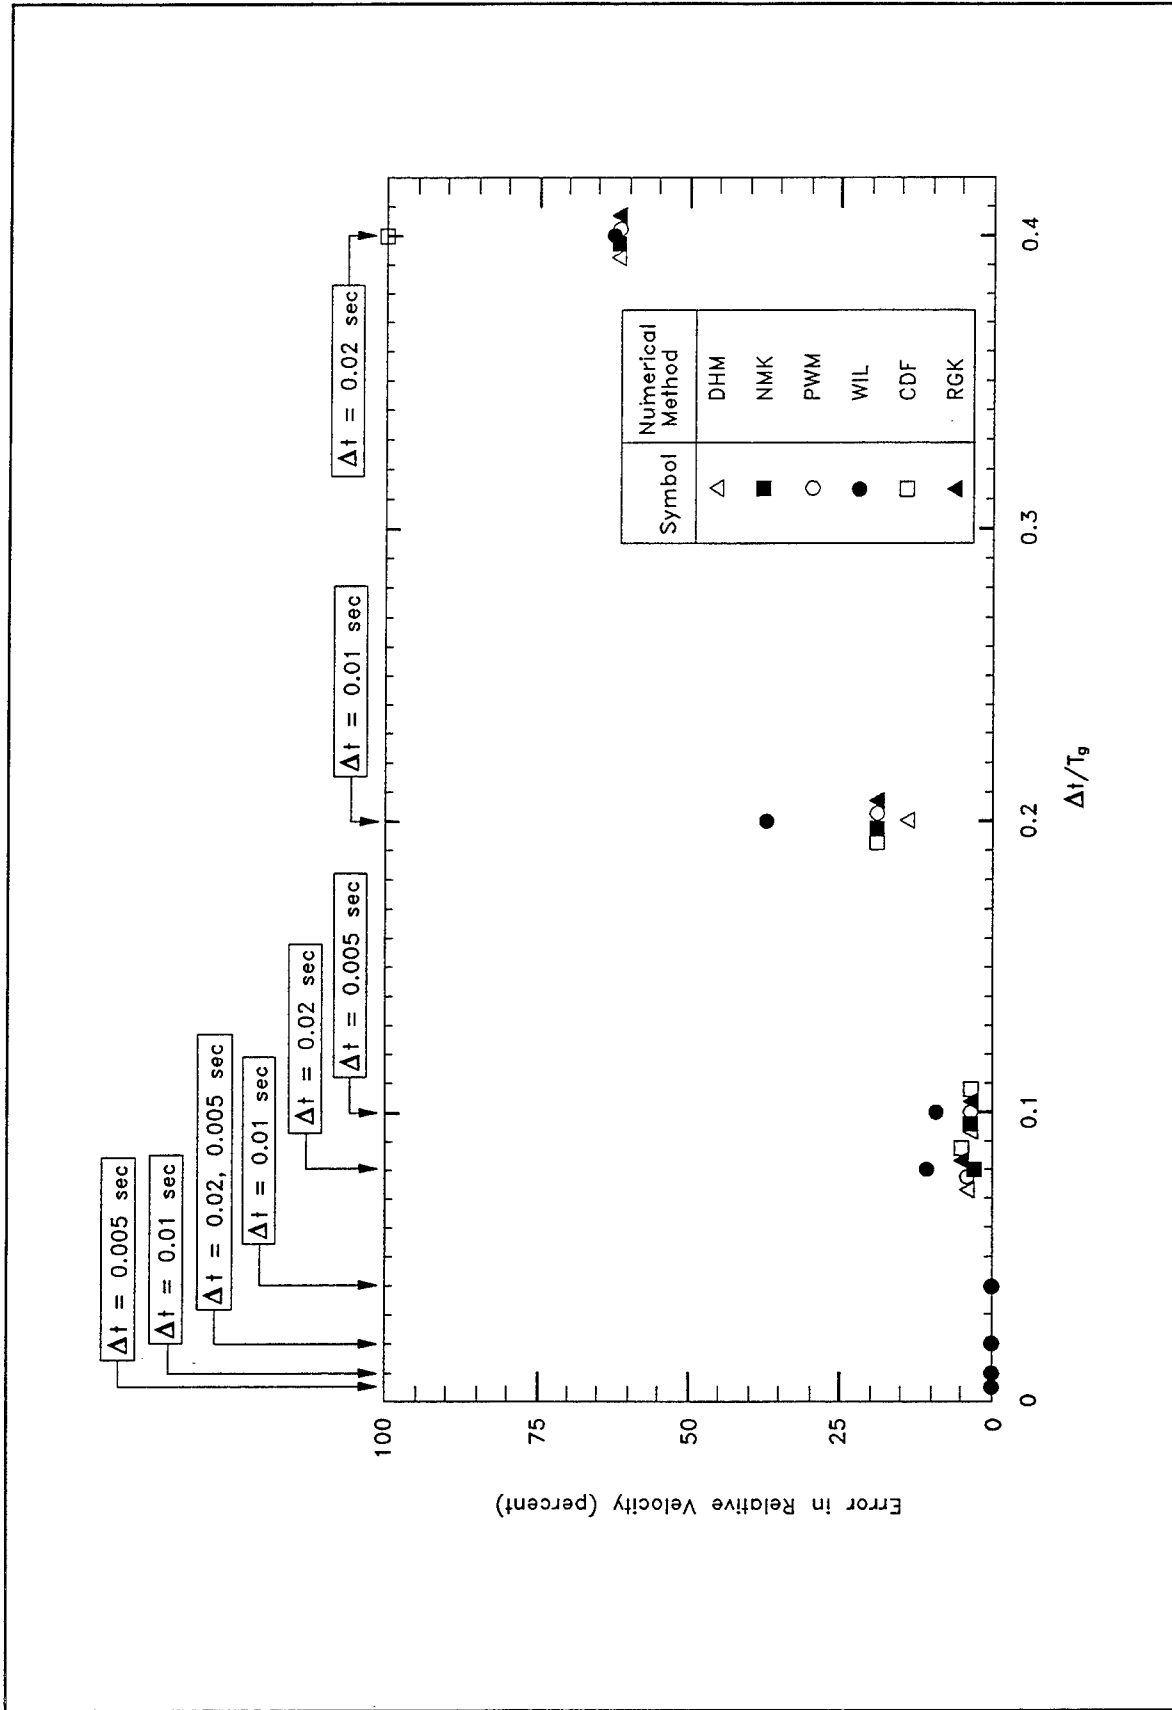 Δt = 0.005 sec
Δt = 0.01 sec
Δt = 0.02, 0.005 sec
Δt = 0.01 sec
Δt = 0.02 sec
Δt = 0.005 sec
Δt = 0.01 sec
Δt = 0.02 sec
Error in Relative Velocity (percent)
100
75
50
25
0
0
0.1
0.2
0.3
0.4
Δt/Tg
Symbol Numerical Method
DHM
NMK
PWM
WIL
CDF
RGK